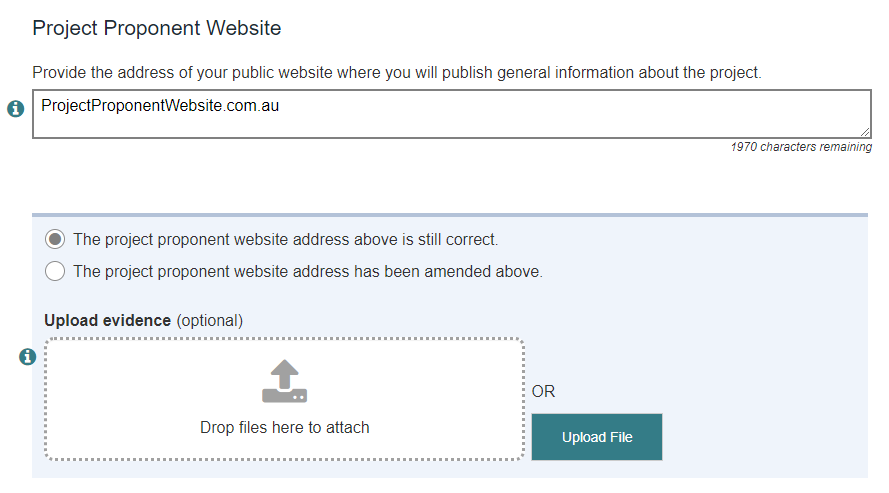 Project Proponent Website
Provide the address of your public website where you will publish general information about the project.
ProjectProponentWebsite.com.au
1970 characters remaining
The project proponent website address above is still correct.
The project proponent website address has been amended above.
Upload evidence (optional)
Drop files here to attach
OR
Upload File